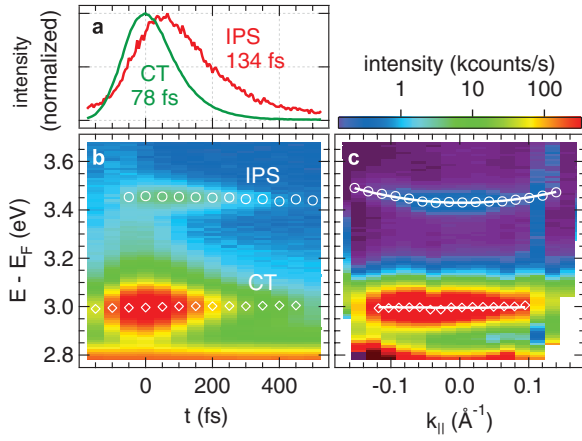 a
intensity
(normalized)
IPS
134 fs
CT
78 fs
intensity (kcounts/s)
1
10
100
b
IPS
CT
3.6
3.4
3.2
3.0
2.8
E - E_F (eV)
0
200
400
t (fs)
c
-0.1
0.0
0.1
k_|| (Å⁻¹)